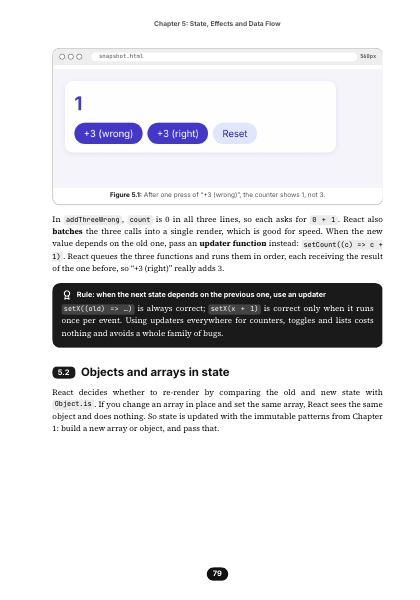 Chapter 5: State, Effects and Data Flow
snapshot.html
560px
1
+3 (wrong)
+3 (right)
Reset
Figure 5.1: After one press of “+3 (wrong)”, the counter shows 1, not 3.
In addThreeWrong, count is 0 in all three lines, so each asks for 0 + 1. React also
batches the three calls into a single render, which is good for speed. When the new
value depends on the old one, pass an updater function instead: setCount((c) => c +
1). React queues the three functions and runs them in order, each receiving the result
of the one before, so “+3 (right)” really adds 3.
Rule: when the next state depends on the previous one, use an updater
setX((old) => …) is always correct; setX(x + 1) is correct only when it runs
once per event. Using updaters everywhere for counters, toggles and lists costs
nothing and avoids a whole family of bugs.
5.2 Objects and arrays in state
React decides whether to re-render by comparing the old and new state with
Object.is. If you change an array in place and set the same array, React sees the same
object and does nothing. So state is updated with the immutable patterns from Chapter
1: build a new array or object, and pass that.
79